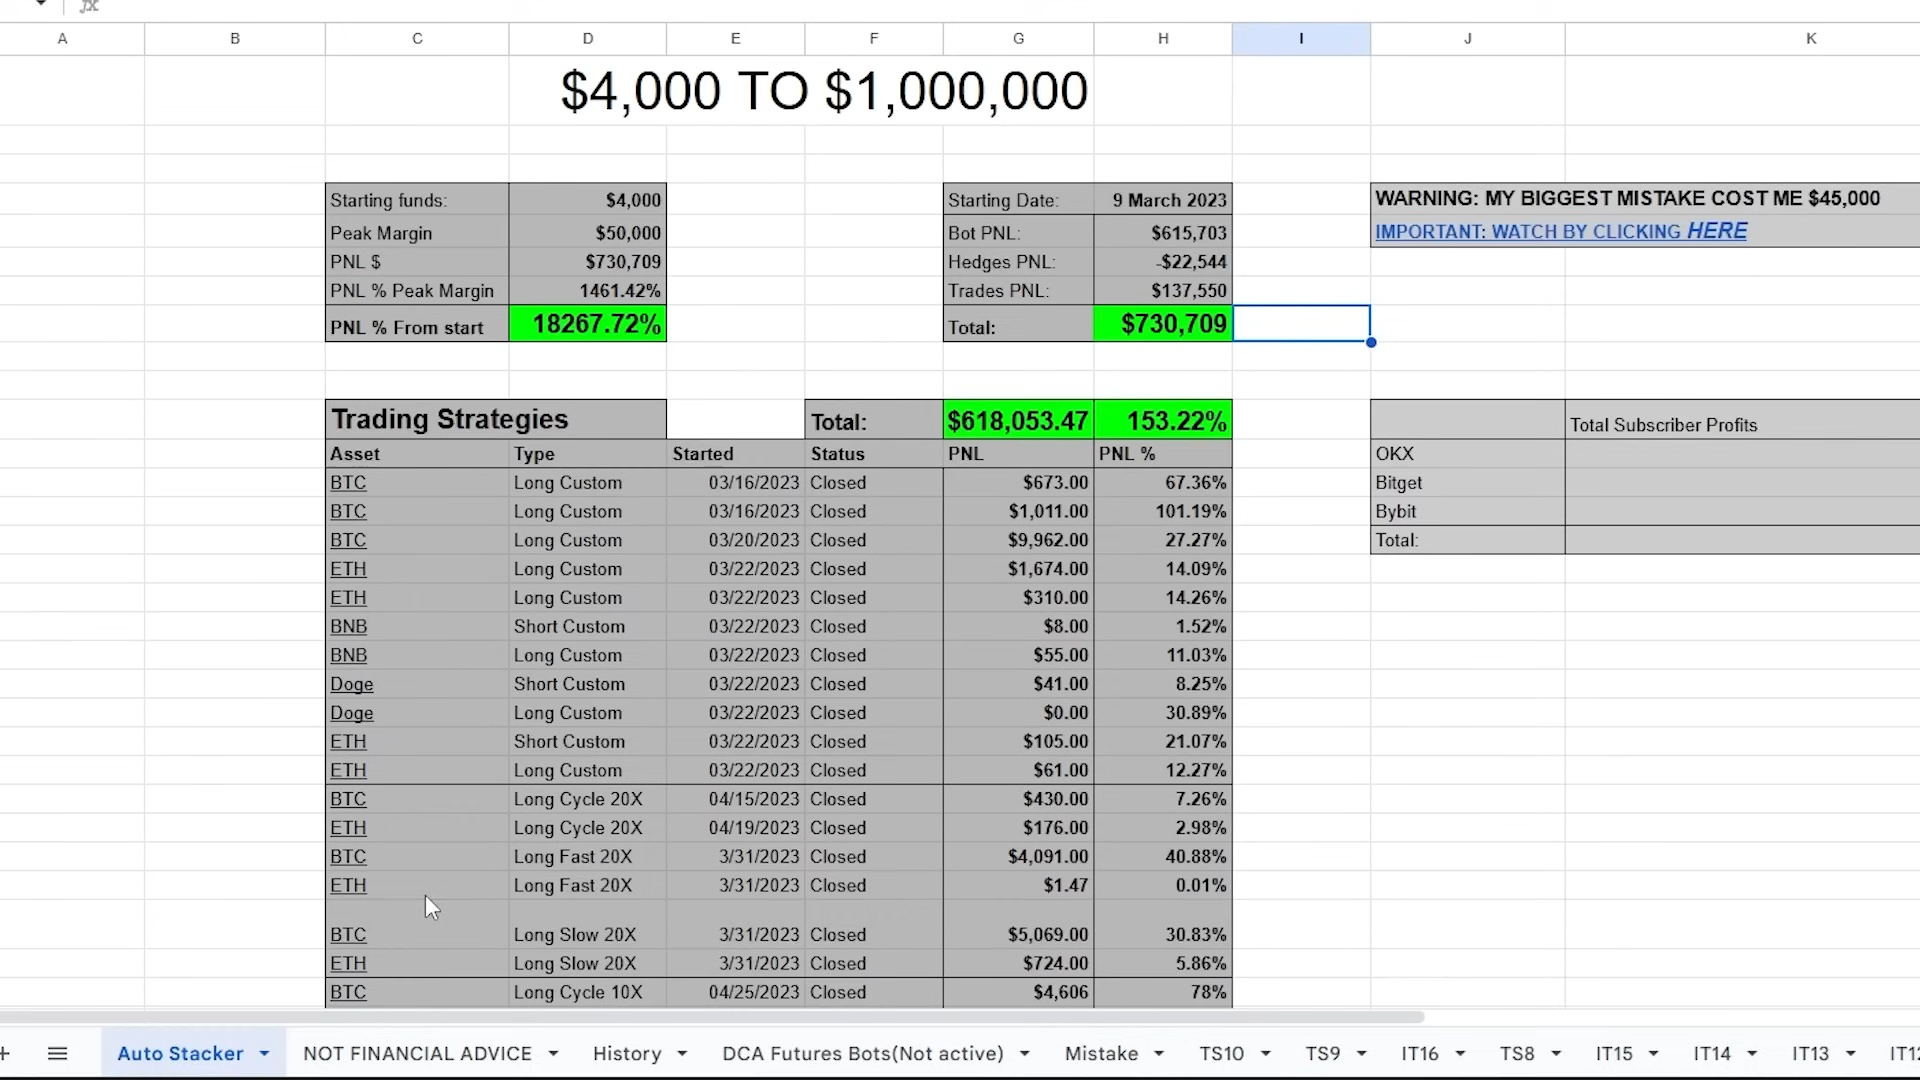 fx
A B C D E F G H I J K
$4,000 TO $1,000,000
Starting funds: $4,000 Starting Date: 9 March 2023 WARNING: MY BIGGEST MISTAKE COST ME $45,000
Peak Margin $50,000 Bot PNL: $615,703 IMPORTANT: WATCH BY CLICKING HERE
PNL $ $730,709 Hedges PNL: -$22,544
PNL % Peak Margin 1461.42% Trades PNL: $137,550
PNL % From start 18267.72% Total: $730,709
Trading Strategies Total: $618,053.47 153.22% Total Subscriber Profits
Asset Type Started Status PNL PNL % OKX
BTC Long Custom 03/16/2023 Closed $673.00 67.36% Bitget
BTC Long Custom 03/16/2023 Closed $1,011.00 101.19% Bybit
BTC Long Custom 03/20/2023 Closed $9,962.00 27.27% Total:
ETH Long Custom 03/22/2023 Closed $1,674.00 14.09%
ETH Long Custom 03/22/2023 Closed $310.00 14.26%
BNB Short Custom 03/22/2023 Closed $8.00 1.52%
BNB Long Custom 03/22/2023 Closed $55.00 11.03%
Doge Short Custom 03/22/2023 Closed $41.00 8.25%
Doge Long Custom 03/22/2023 Closed $0.00 30.89%
ETH Short Custom 03/22/2023 Closed $105.00 21.07%
ETH Long Custom 03/22/2023 Closed $61.00 12.27%
BTC Long Cycle 20X 04/15/2023 Closed $430.00 7.26%
ETH Long Cycle 20X 04/19/2023 Closed $176.00 2.98%
BTC Long Fast 20X 3/31/2023 Closed $4,091.00 40.88%
ETH Long Fast 20X 3/31/2023 Closed $1.47 0.01%
BTC Long Slow 20X 3/31/2023 Closed $5,069.00 30.83%
ETH Long Slow 20X 3/31/2023 Closed $724.00 5.86%
BTC Long Cycle 10X 04/25/2023 Closed $4,606 78%
Auto Stacker NOT FINANCIAL ADVICE History DCA Futures Bots(Not active) Mistake TS10 TS9 IT16 TS8 IT15 IT14 IT13